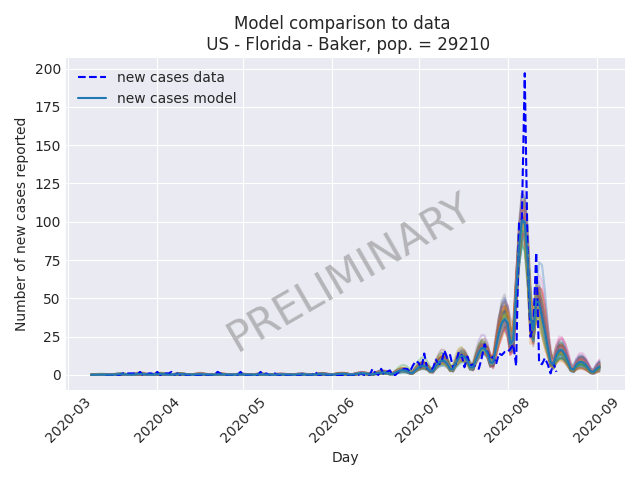 Model comparison to data
US - Florida - Baker, pop. = 29210
new cases data
new cases model
Number of new cases reported
200
175
150
125
100
75
50
25
0
PRELIMINARY
2020-03
2020-04
2020-05
2020-06
2020-07
2020-08
2020-09
Day